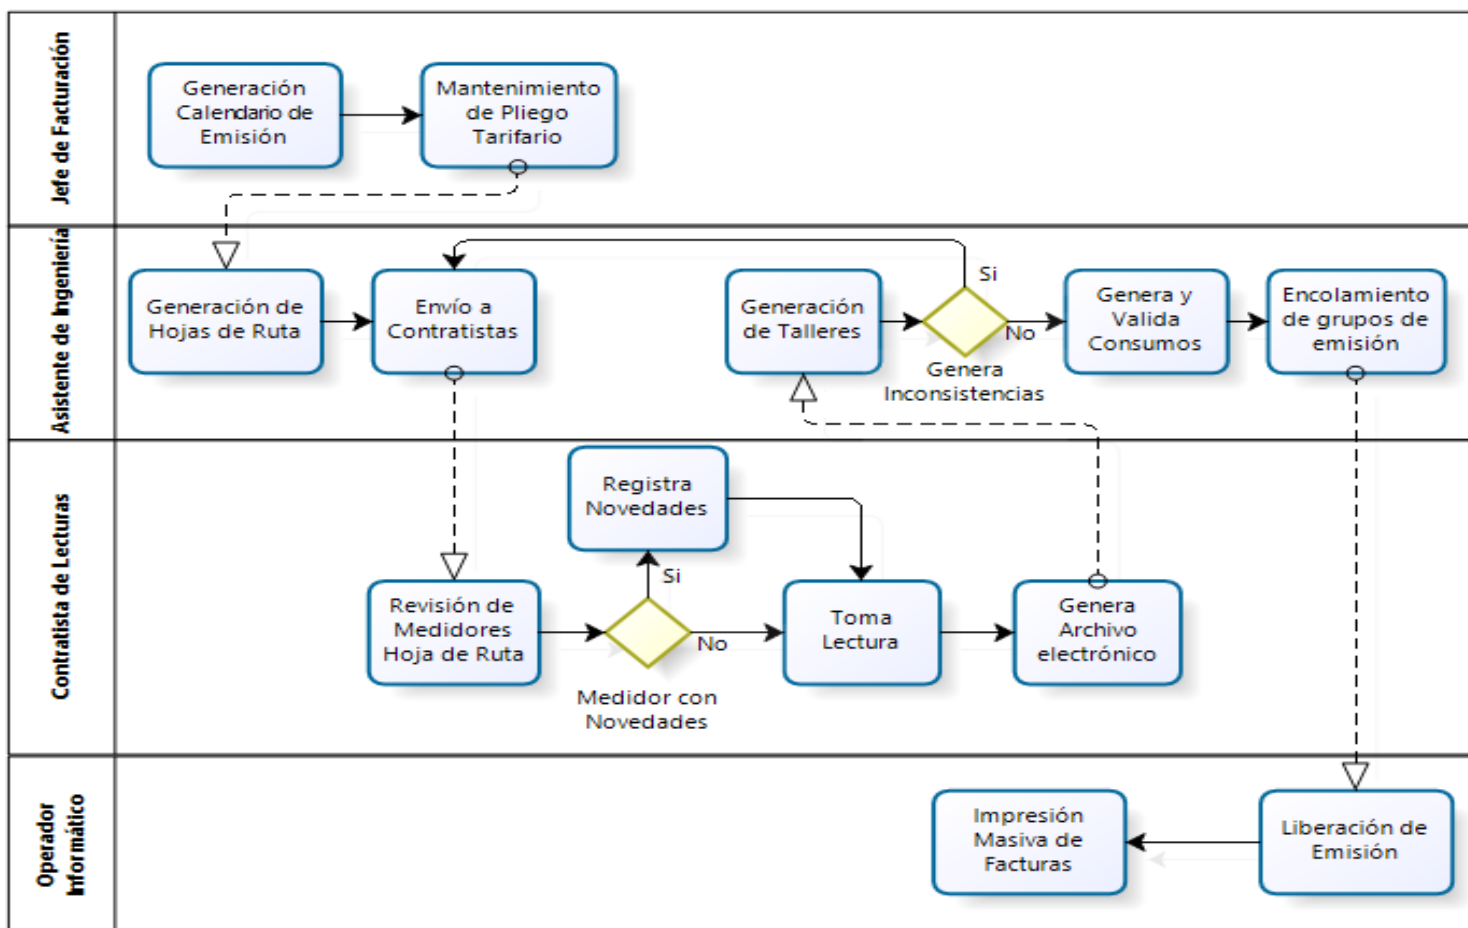 Jefe de Facturación
Generación
Calendario de
Emisión
Mantenimiento
de Pliego
Tarifario
Asistente de Ingeniería
Generación de
Hojas de Ruta
Envío a
Contratistas
Generación
de Talleres
Si
No
Genera
Inconsistencias
Genera y
Valida
Consumos
Encolamiento
de grupos de
emisión
Contratista de Lecturas
Registra
Novedades
Revisión de
Medidores
Hoja de Ruta
Si
No
Medidor con
Novedades
Toma
Lectura
Genera
Archivo
electrónico
Operador
Informático
Impresión
Masiva de
Facturas
Liberación de
Emisión